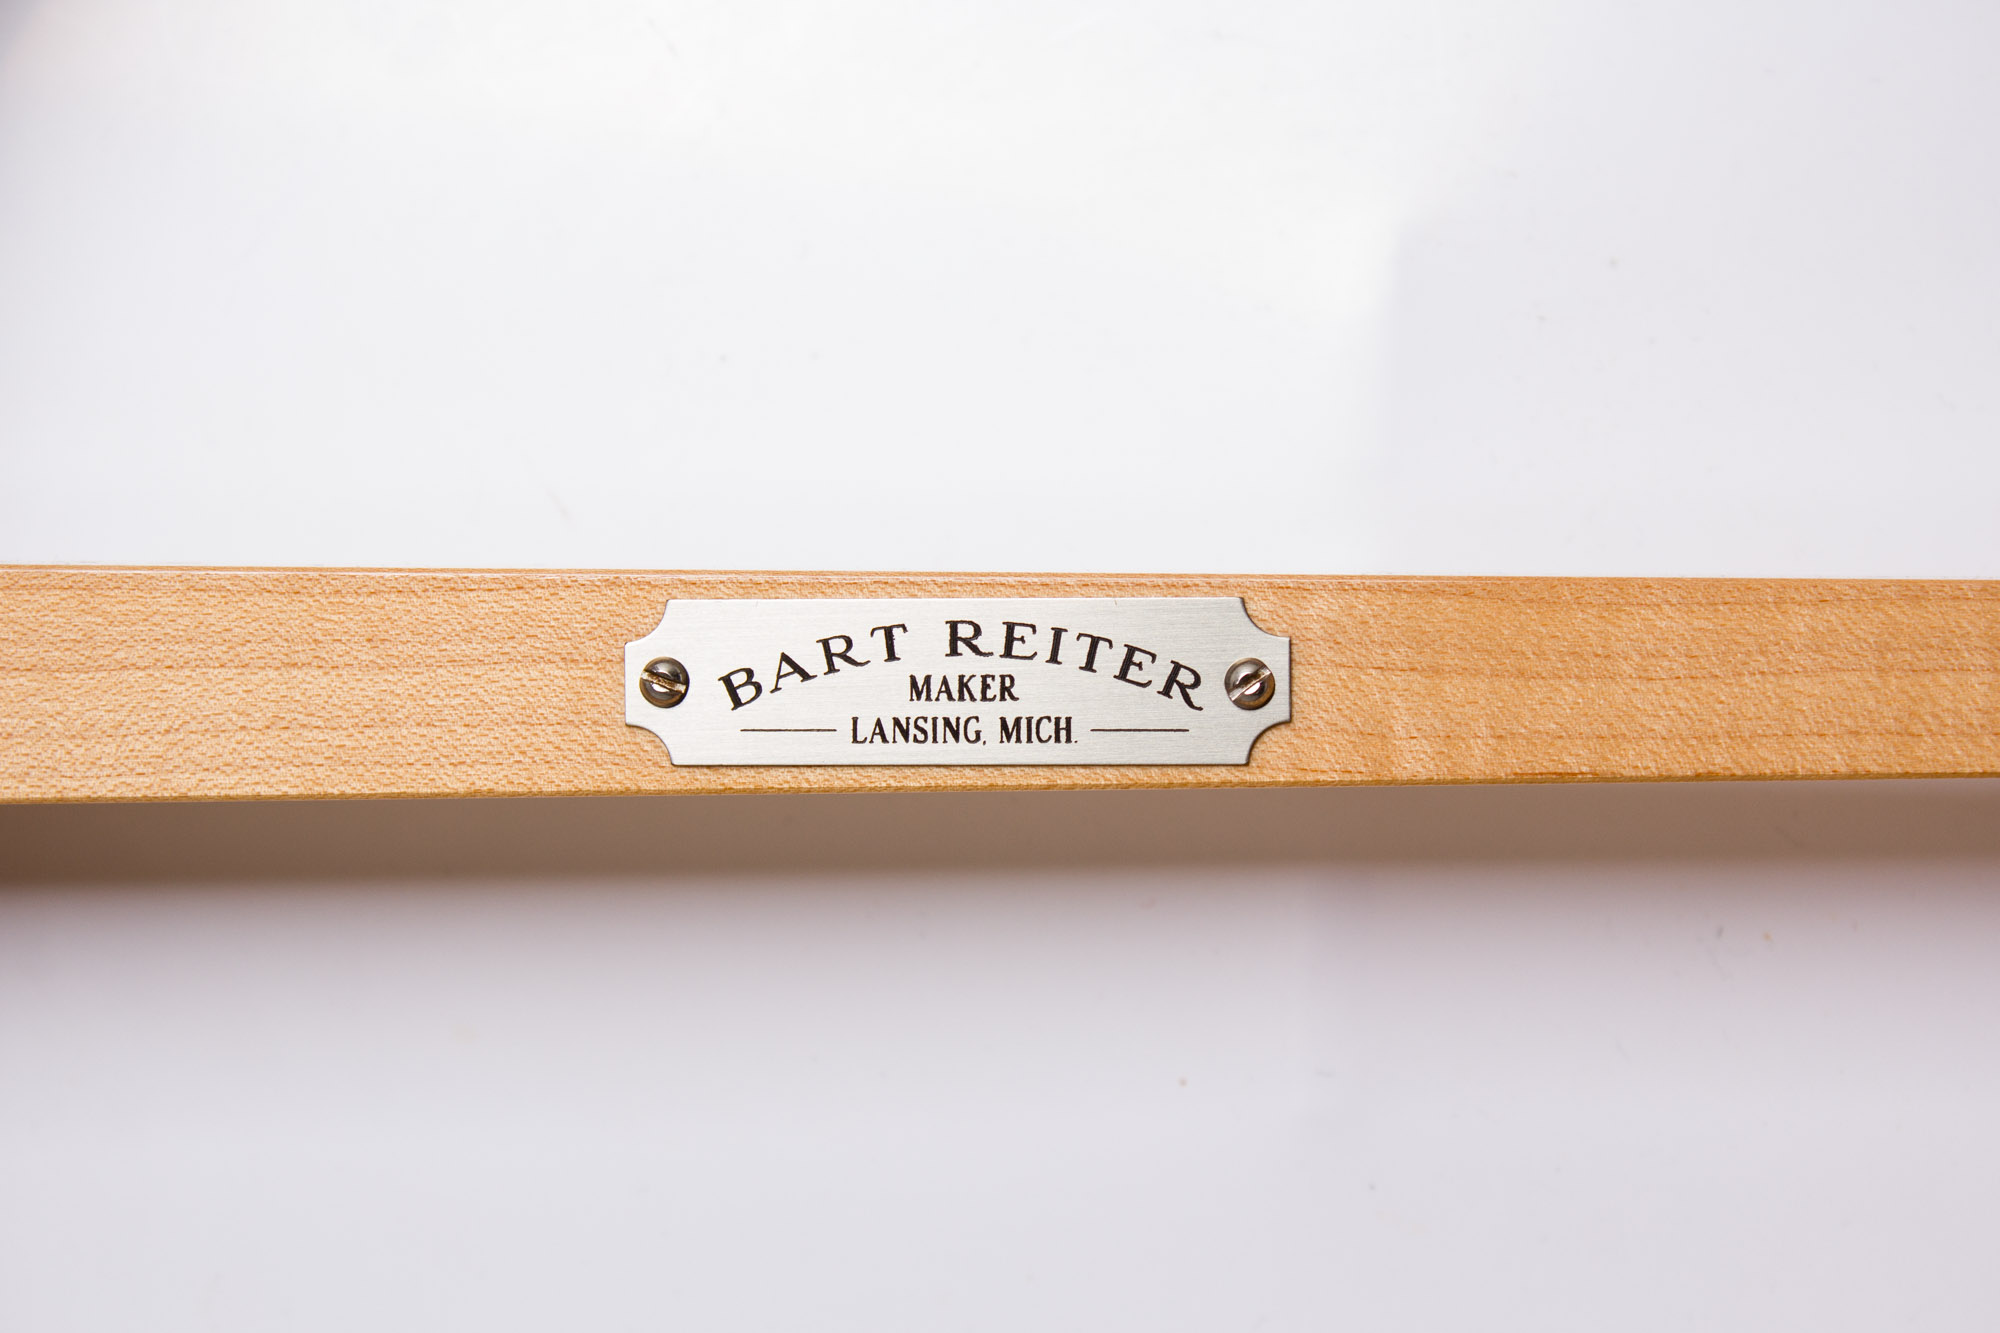 BART REITER
MAKER
LANSING, MICH.